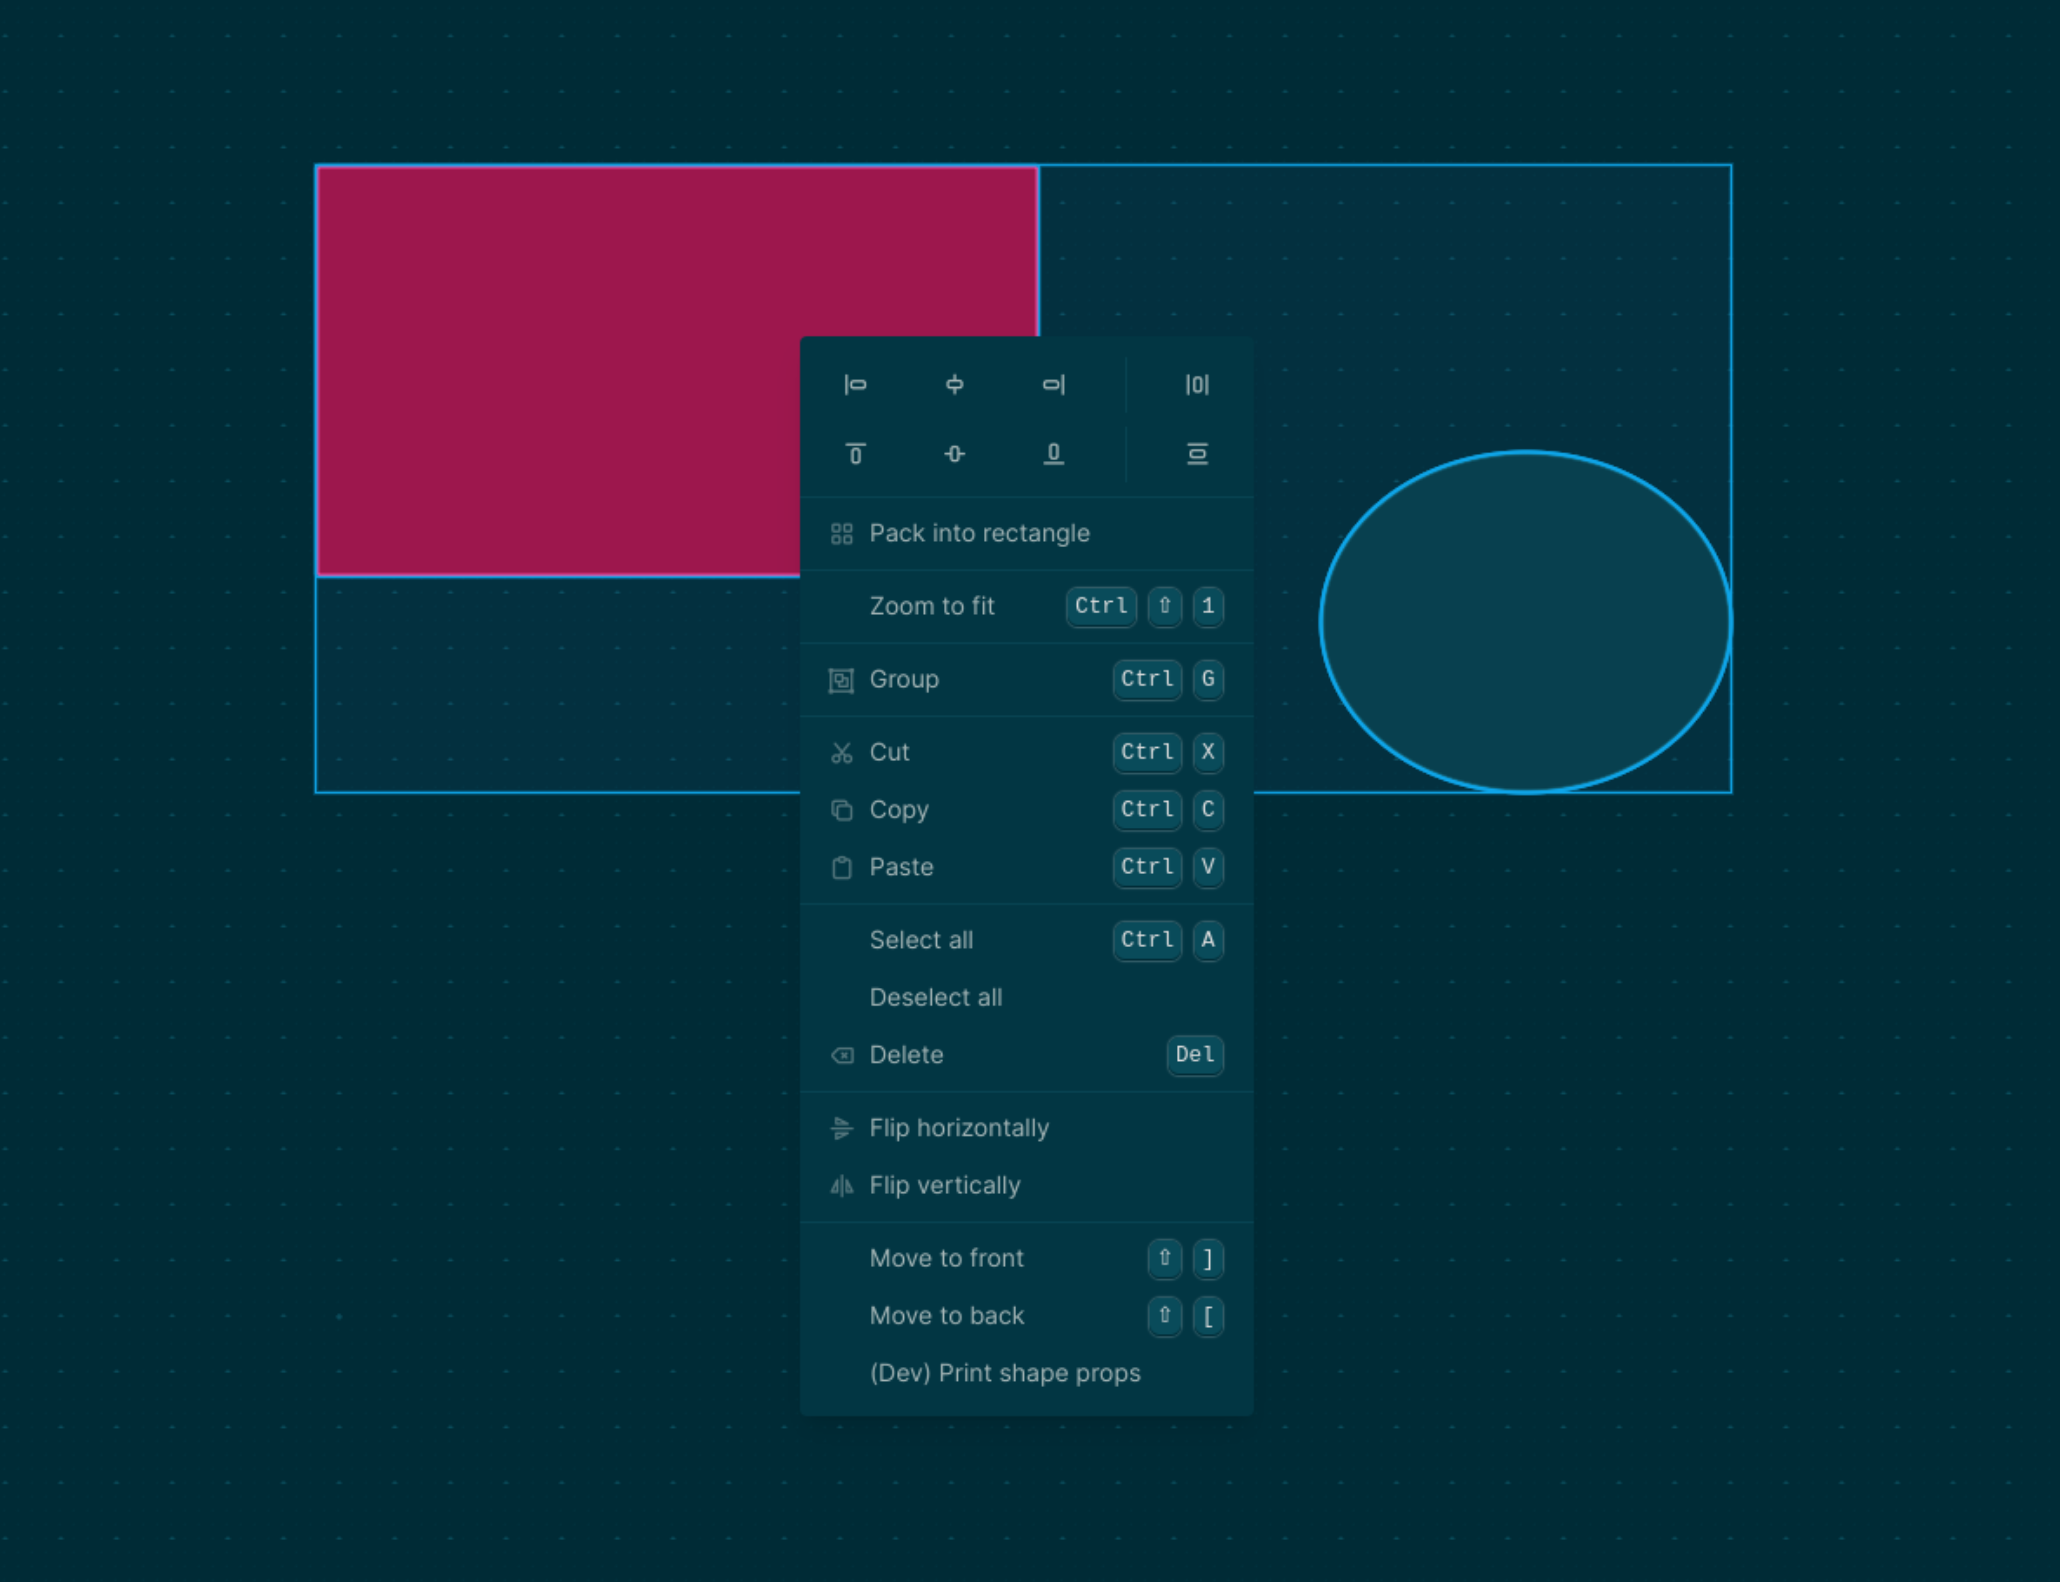 Pack into rectangle
Zoom to fit Ctrl ⇧ 1
Group Ctrl G
Cut Ctrl X
Copy Ctrl C
Paste Ctrl V
Select all Ctrl A
Deselect all
Delete Del
Flip horizontally
Flip vertically
Move to front ⇧ ]
Move to back ⇧ [
(Dev) Print shape props